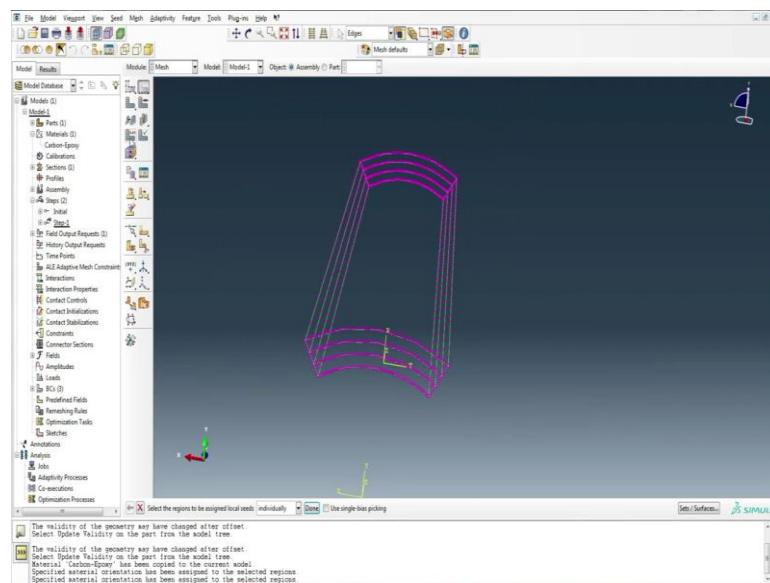 File Model Viewport View Seed Mesh Adaptivity Feature Tools Plug-ins Help
Edges
Mesh defaults
Model Results
Module: Mesh Model: Model-1 Object: Assembly Part:
Model Database
Models (1)
Model-1
Parts (1)
Materials (1)
Carbon-Epoxy
Calibrations
Sections (1)
Profiles
Assembly
Steps (2)
Initial
Step-1
Field Output Requests (1)
History Output Requests
Time Points
ALE Adaptive Mesh Constraint
Interactions
Interaction Properties
Contact Controls
Contact Initializations
Contact Stabilizations
Constraints
Connector Sections
Fields
Amplitudes
Loads
BCs (3)
Predefined Fields
Remeshing Rules
Optimization Tasks
Sketches
Annotations
Analysis
Jobs
Adaptivity Processes
Co-executions
Optimization Processes
Select the regions to be assigned local seeds individually Done Use single-bias picking
Sets / Surfaces...
SIMUL
The validity of the geometry may have changed after offset.
Select Update Validity on the part from the model tree.
The validity of the geometry may have changed after offset.
Select Update Validity on the part from the model tree.
Material 'Carbon-Epoxy' has been copied to the current model.
Specified material orientation has been assigned to the selected regions.
Specified material orientation has been assigned to the selected regions.